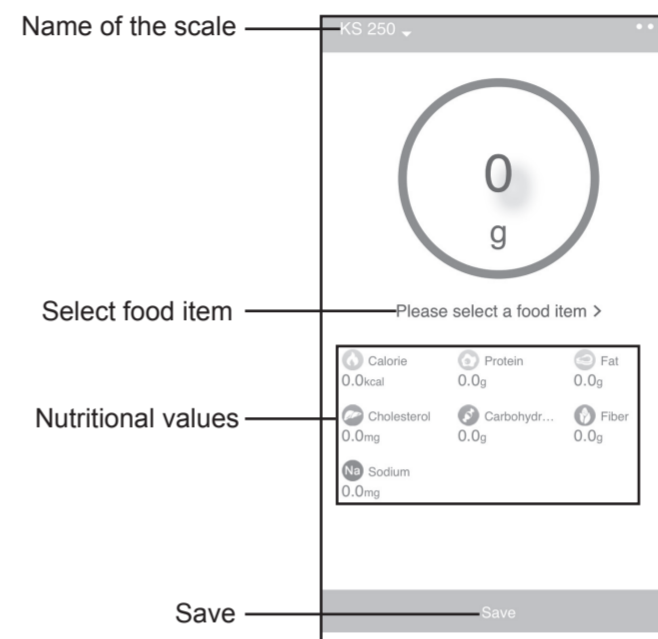 Name of the scale
KS 250
0
g
Select food item
Please select a food item >
Nutritional values
Calorie Protein Fat
0.0kcal 0.0g 0.0g
Cholesterol Carbohydr... Fiber
0.0mg 0.0g 0.0g
Na Sodium
0.0mg
Save
Save